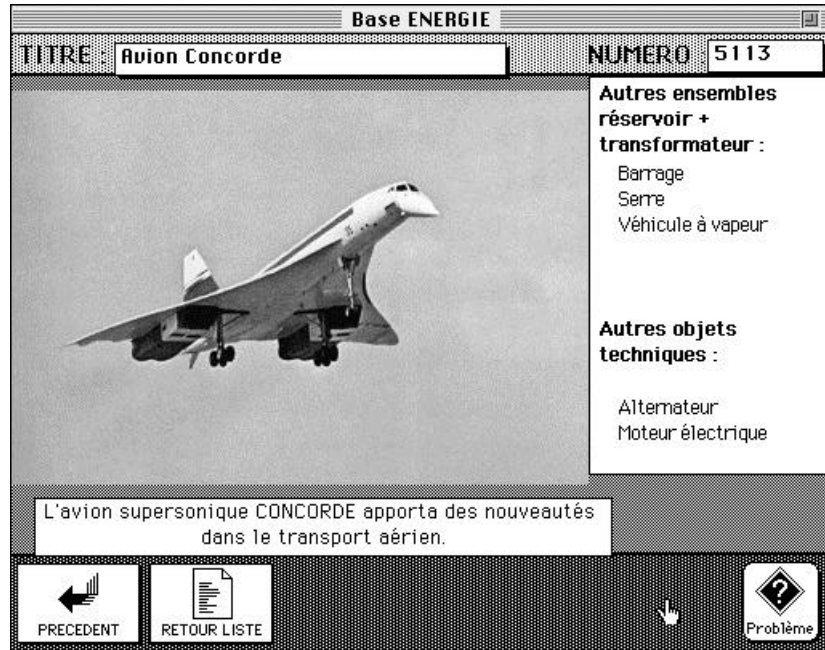 Base ENERGIE
TITRE : Avion Concorde
NUMERO : 5113
Autres ensembles
réservoir +
transformateur :
Barrage
Serre
Véhicule à vapeur
Autres objets
techniques :
Alternateur
Moteur électrique
L'avion supersonique CONCORDE apporta des nouveautés
dans le transport aérien.
PRECEDENT
RETOUR LISTE
?
Problème